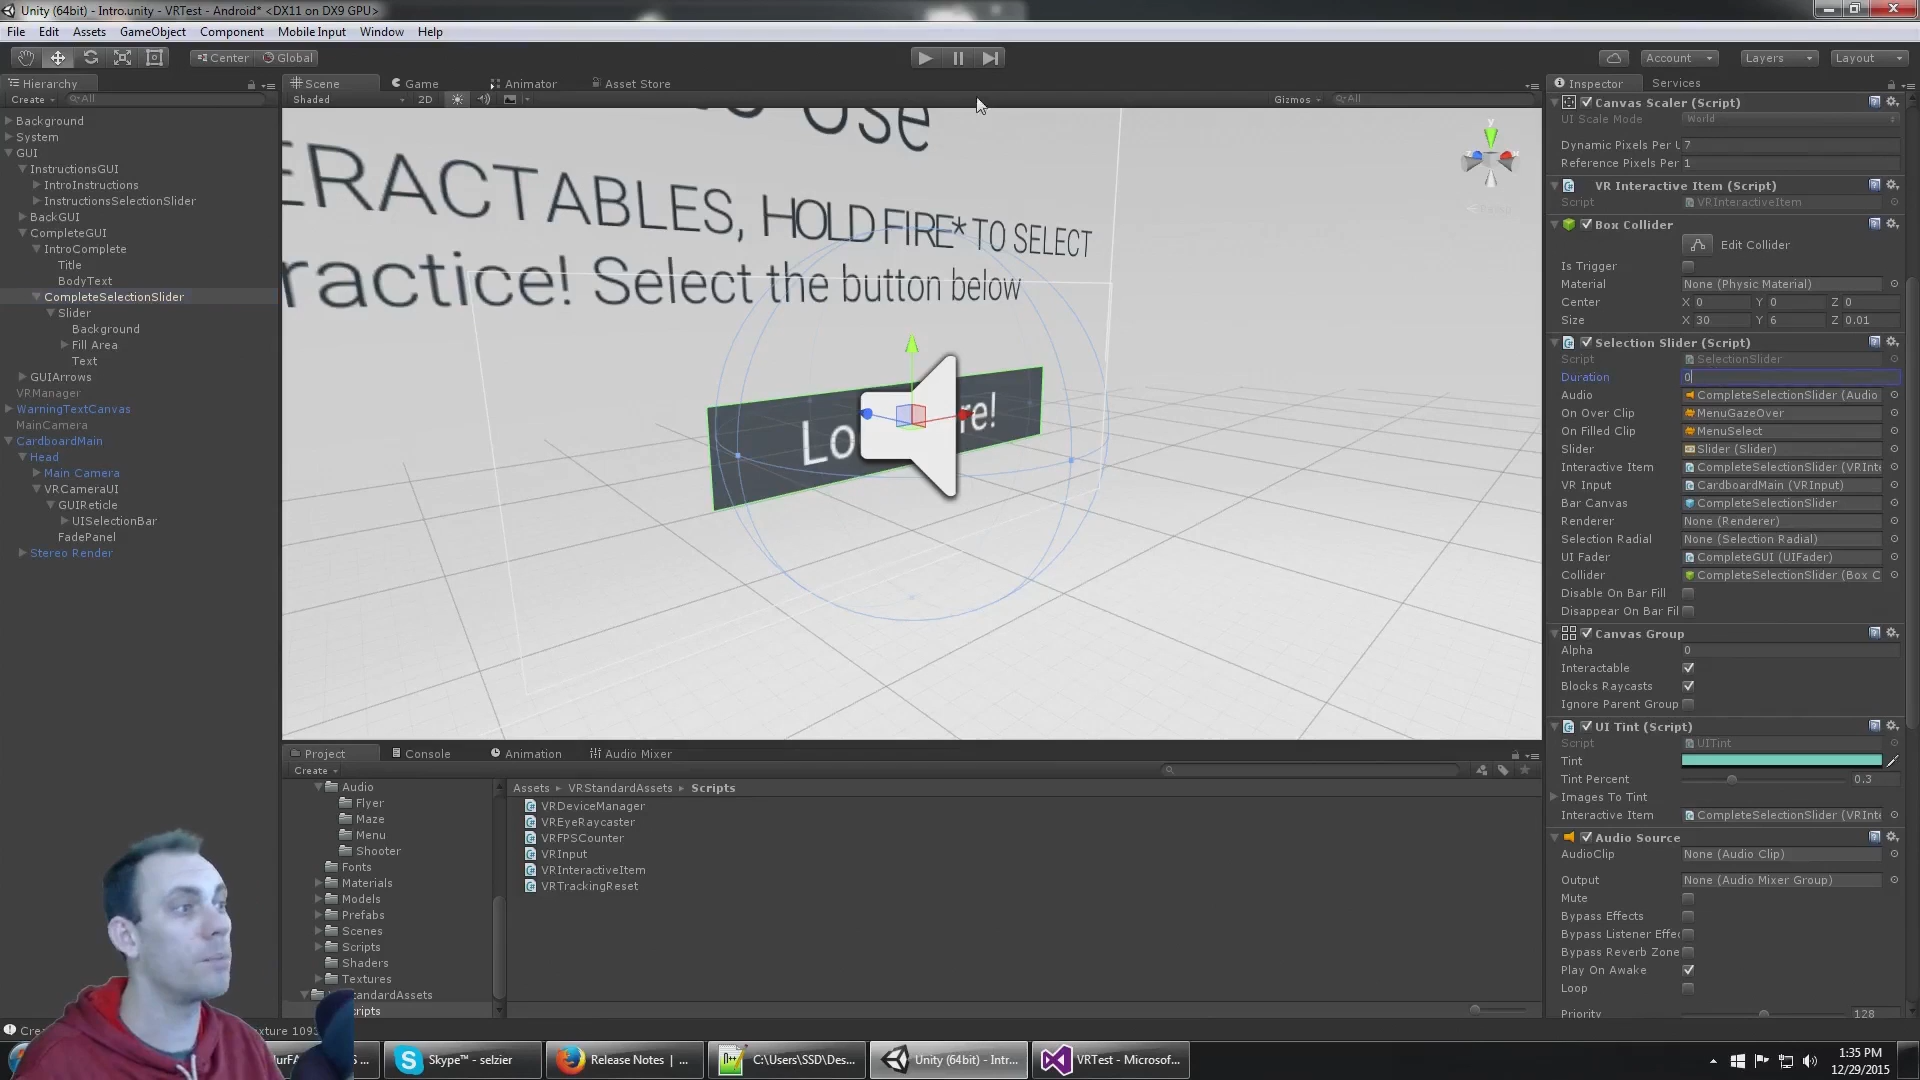 Unity (64bit) - Intro.unity - VRTest - Android* <DX11 on DX9 GPU>
File Edit Assets GameObject Component Mobile Input Window Help
Center Global Account Layers Layout
Hierarchy
Create All
Background
System
GUI
InstructionsGUI
IntroInstructions
InstructionsSelectionSlider
BackGUI
CompleteGUI
IntroComplete
Title
BodyText
CompleteSelectionSlider
Slider
Background
Fill Area
Text
GUIArrows
VRManager
WarningTextCanvas
MainCamera
CardboardMain
Head
Main Camera
VRCameraUI
GUIReticle
UISelectionBar
FadePanel
Stereo Render
Scene Game Animator Asset Store
Shaded 2D Gizmos All
Use
ERACTABLES, HOLD FIRE* TO SELECT
ractice! Select the button below
Lo re!
y
Project Console Animation Audio Mixer
Create
Audio
Flyer
Maze
Menu
Shooter
Fonts
Materials
Models
Prefabs
Scenes
Scripts
Shaders
Textures
tandardAssets
cripts
Assets VRStandardAssets Scripts
VRDeviceManager
VREyeRaycaster
VRFPSCounter
VRInput
VRInteractiveItem
VRTrackingReset
Inspector Services
Canvas Scaler (Script)
UI Scale Mode World
Dynamic Pixels Per U 7
Reference Pixels Per 1
VR Interactive Item (Script)
Script VRInteractiveItem
Box Collider
Edit Collider
Is Trigger
Material None (Physic Material)
Center X 0 Y 0 Z 0
Size X 30 Y 6 Z 0.01
Selection Slider (Script)
Script SelectionSlider
Duration 0
Audio CompleteSelectionSlider (Audio
On Over Clip MenuGazeOver
On Filled Clip MenuSelect
Slider Slider (Slider)
Interactive Item CompleteSelectionSlider (VRInte
VR Input CardboardMain (VRInput)
Bar Canvas CompleteSelectionSlider
Renderer None (Renderer)
Selection Radial None (Selection Radial)
UI Fader CompleteGUI (UIFader)
Collider CompleteSelectionSlider (Box C
Disable On Bar Fill
Disappear On Bar Fil
Canvas Group
Alpha 0
Interactable
Blocks Raycasts
Ignore Parent Group
UI Tint (Script)
Script UITint
Tint
Tint Percent 0.3
Images To Tint
Interactive Item CompleteSelectionSlider (VRInte
Audio Source
AudioClip None (Audio Clip)
Output None (Audio Mixer Group)
Mute
Bypass Effects
Bypass Listener Effec
Bypass Reverb Zone
Play On Awake
Loop
Priority 128
Skype™ - selzier
Release Notes | ...
C:\Users\SSD\Des...
Unity (64bit) - Intr...
VRTest - Microsof...
1:35 PM
12/29/2015